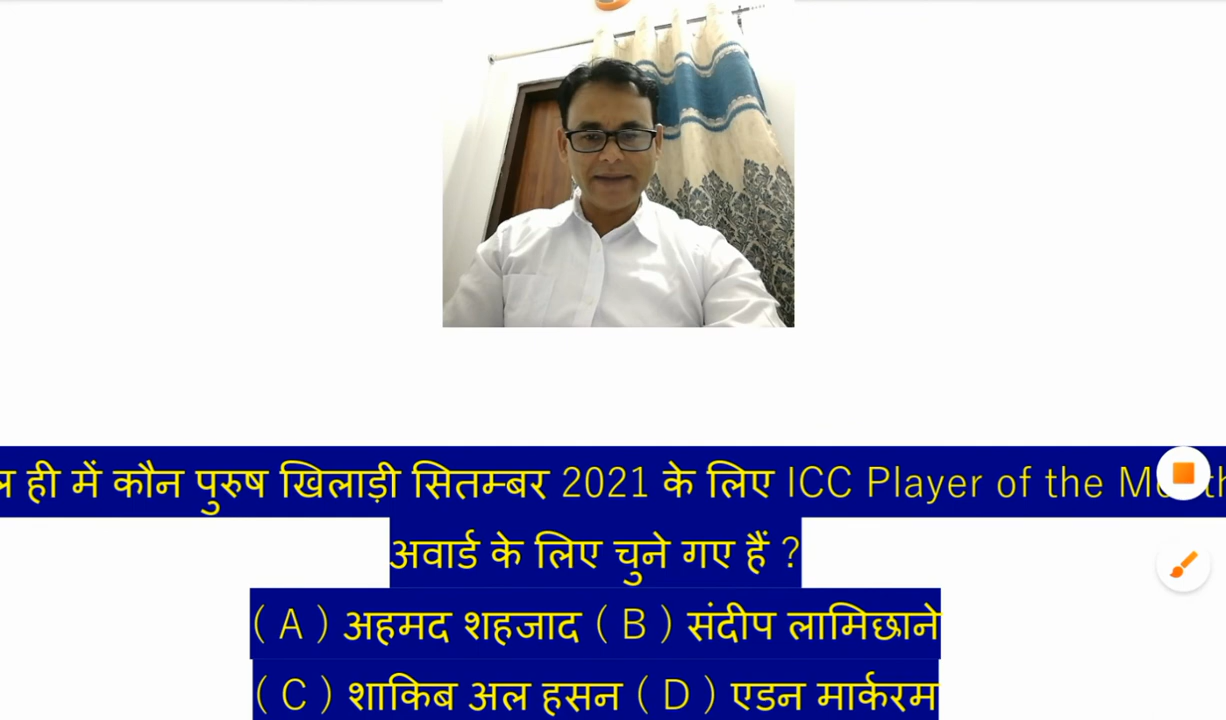 ही में कौन पुरुष खिलाड़ी सितम्बर 2021 के लिए ICC Player of the
अवार्ड के लिए चुने गए हैं ?
( A ) अहमद शहजाद ( B ) संदीप लामिछाने
( C ) शाकिब अल हसन ( D ) एडन मार्करम